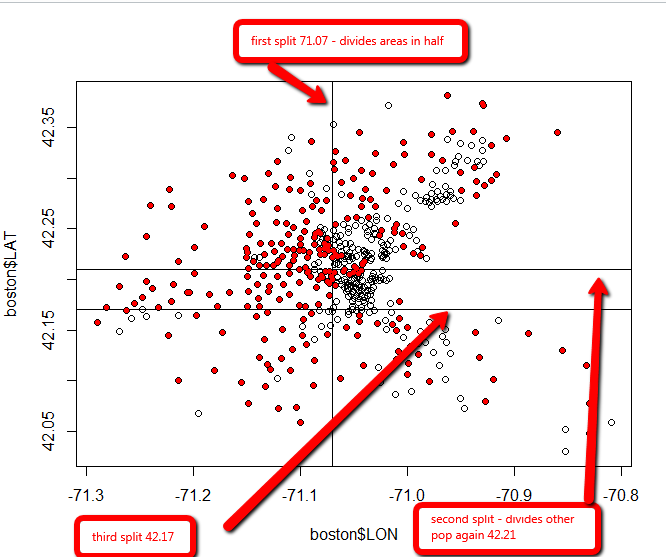 first split 71.07 - divides areas in half
42.35
42.25
42.15
42.05
boston$LAT
-71.3
-71.2
-71.1
-71.0
-70.9
-70.8
boston$LON
third split 42.17
second split - divides other
pop again 42.21